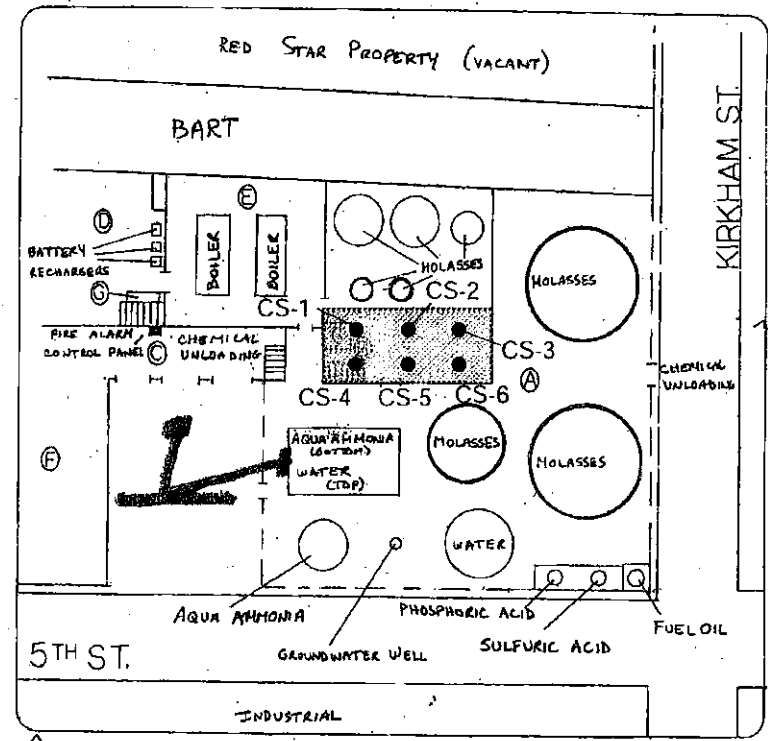 RED STAR PROPERTY (VACANT)
BART
KIRKHAM ST.
E
D
BATTERY
RECHARGERS
BOILER
BOILER
MOLASSES
MOLASSES
G
CS-1
CS-2
FIRE ALARM
CONTROL PANEL
C
CHEMICAL
UNLOADING
CS-3
CHEMICAL
UNLOADING
CS-4
CS-5
CS-6
A
F
AQUA AMMONIA
(BOTTOM)
WATER
(TOP)
MOLASSES
MOLASSES
WATER
AQUA AMMONIA
PHOSPHORIC ACID
SULFURIC ACID
FUEL OIL
GROUNDWATER WELL
5TH ST.
INDUSTRIAL